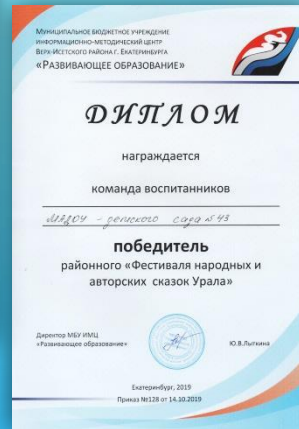 МУНИЦИПАЛЬНОЕ БЮДЖЕТНОЕ УЧРЕЖДЕНИЕ
ИНФОРМАЦИОННО-МЕТОДИЧЕСКИЙ ЦЕНТР
ВЕРХ-ИСЕТСКОГО РАЙОНА Г. ЕКАТЕРИНБУРГА
«РАЗВИВАЮЩЕЕ ОБРАЗОВАНИЕ»
ДИПЛОМ
награждается
команда воспитанников
МАДОУ - детского сада №43
победитель
районного «Фестиваля народных и
авторских сказок Урала»
Директор МБУ ИМЦ
«Развивающее образование»
Ю.В.Лыткина
Екатеринбург, 2019
Приказ №128 от 14.10.2019